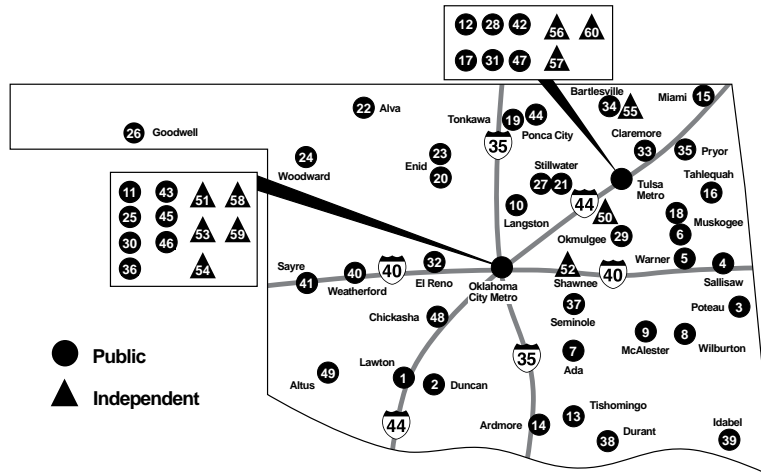 12 28 42 56 60
17 31 47 57
Bartlesville
34 55
Miami 15
22 Alva
Tonkawa 19 44
Ponca City
26 Goodwell
35
Claremore
33 35 Pryor
24
Woodward
Enid 23
20
Stillwater
27 21
Tulsa
Metro
Tahlequah
16
11 43 51 58
25 45 53 59
30 46
36 54
10
Langston
44
50
Okmulgee 29
18 Muskogee
6
Sayre
41
40
Weatherford
40
32
El Reno
Oklahoma
City Metro
52
Shawnee
40
Warner 5
4
Sallisaw
Poteau 3
Chickasha 48
37
Seminole
9
McAlester
8
Wilburton
Public
Independent
Altus 49
Lawton
1 2 Duncan
35
7
Ada
44
Ardmore 14
13 Tishomingo
38 Durant
Idabel
39